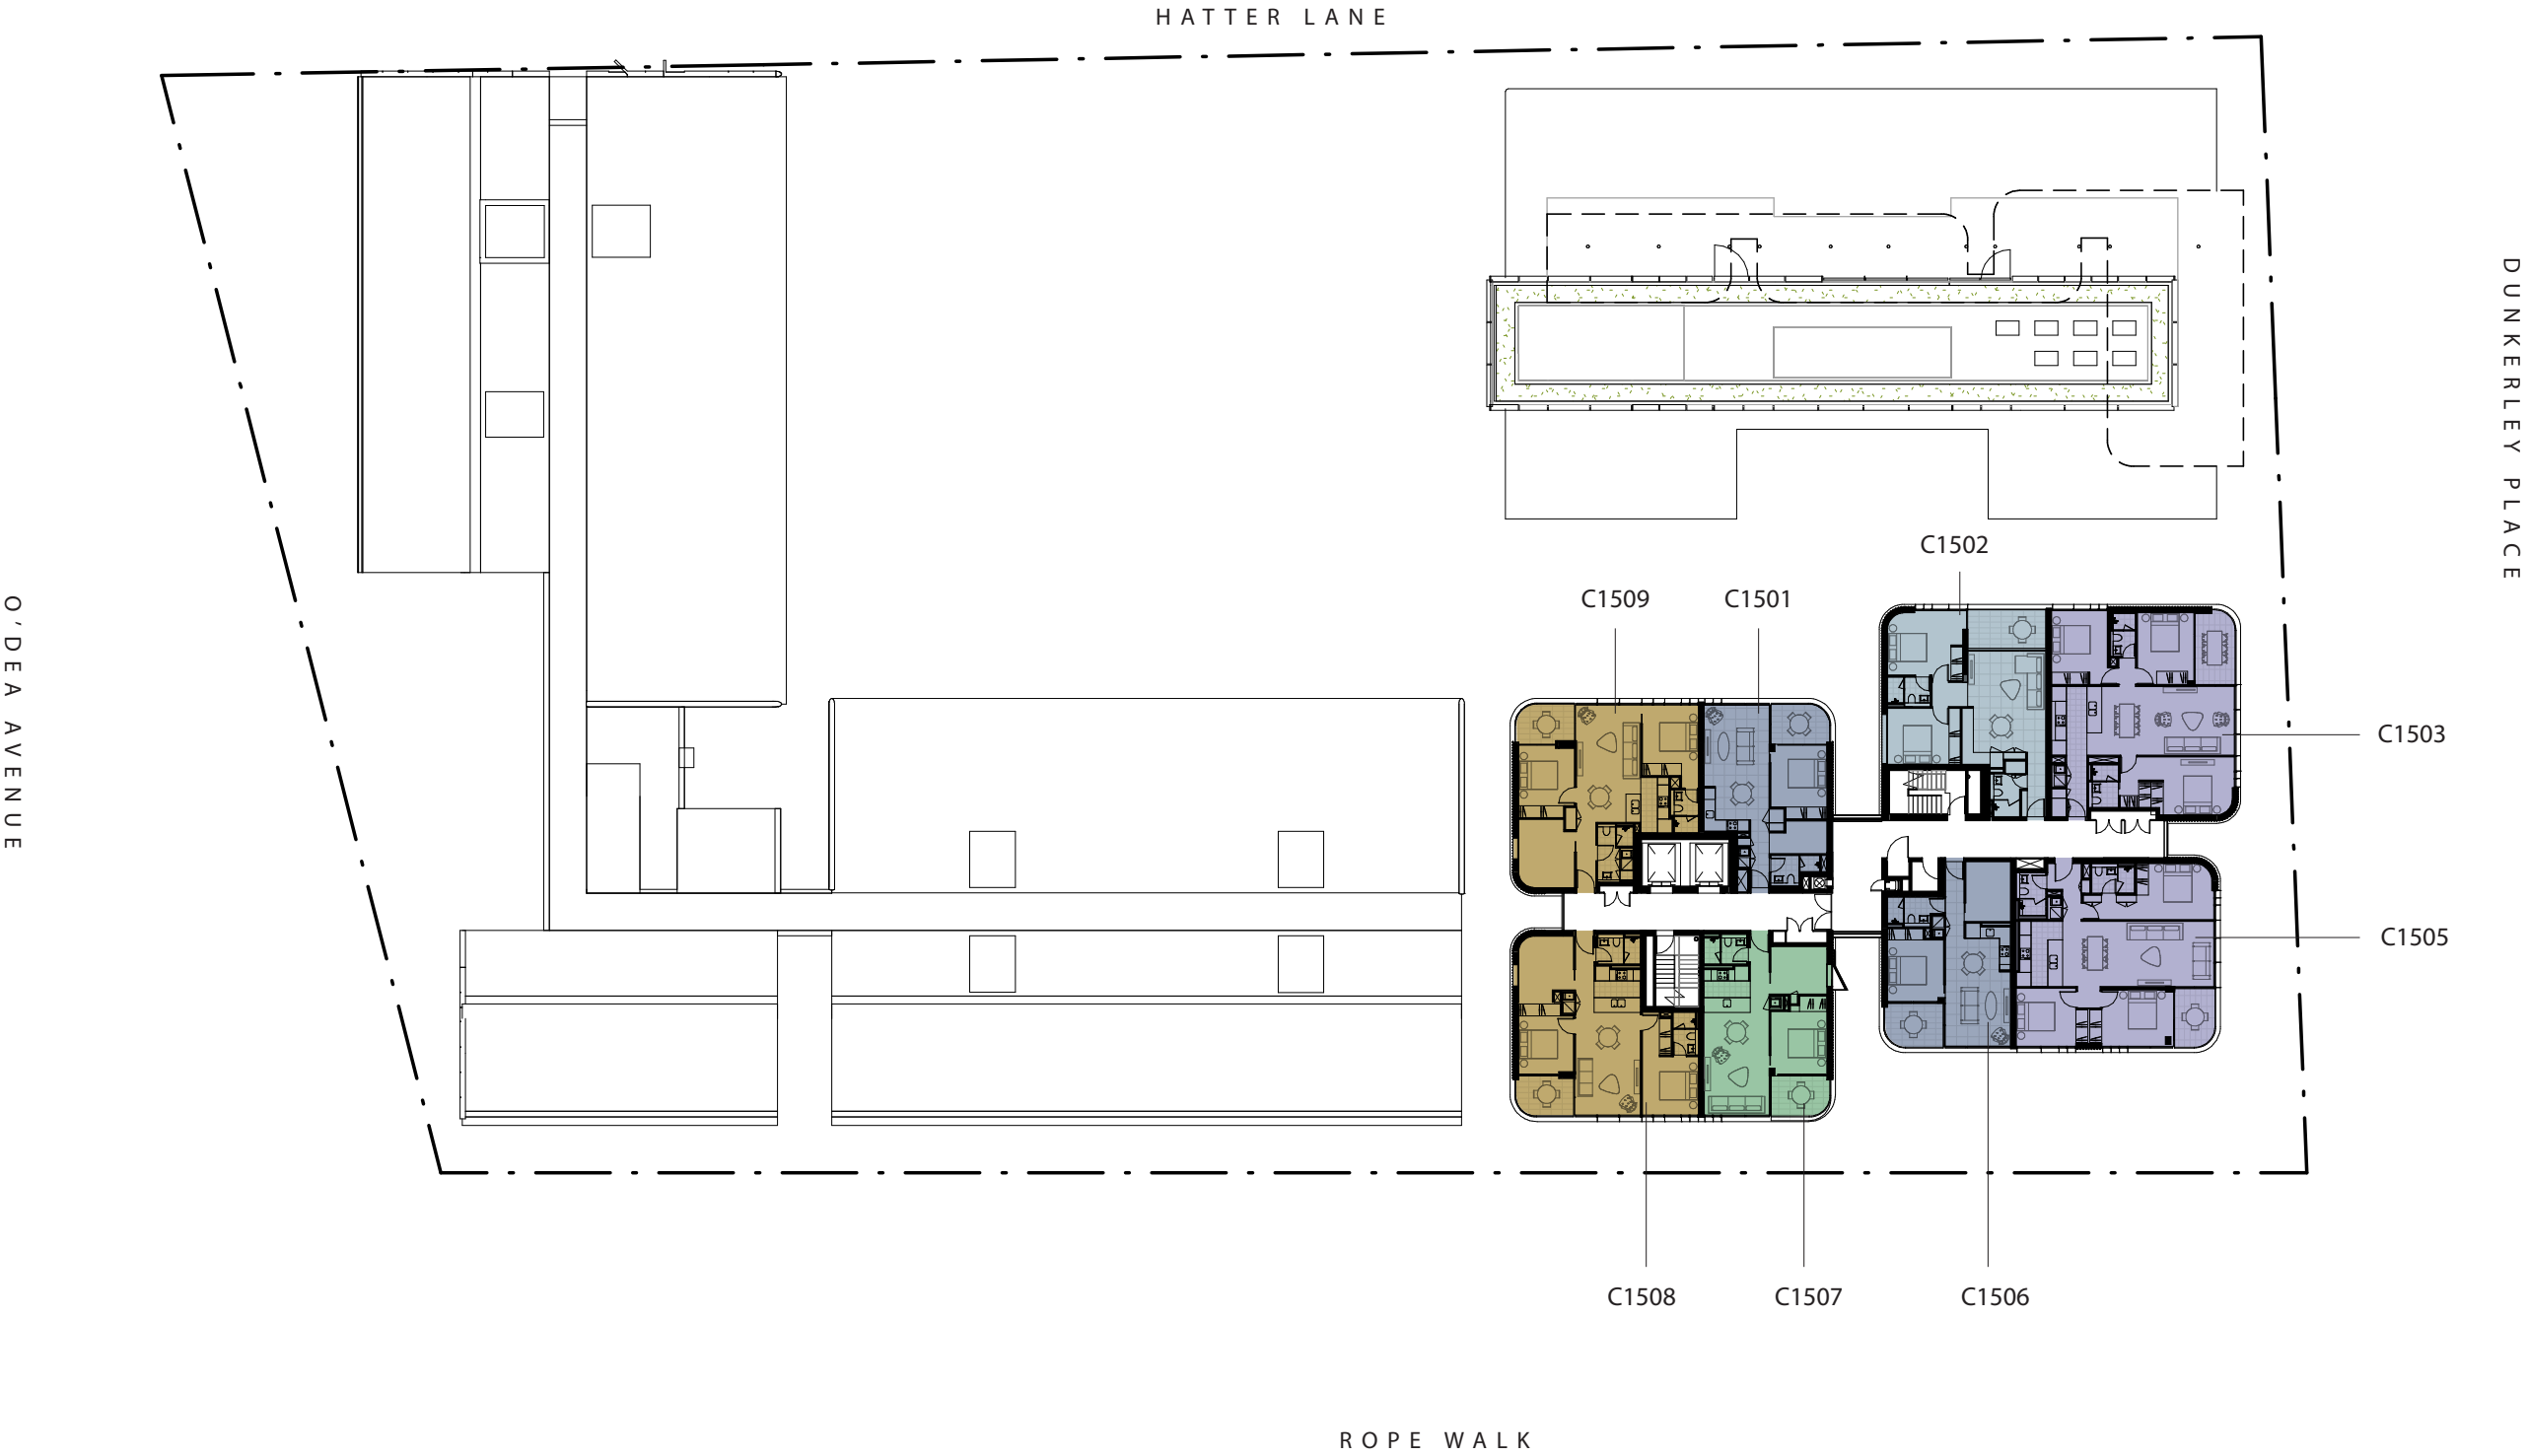 HATTER LANE
DUNKERLEY PLACE
C1502
C1509
C1501
O'DEA AVENUE
C1503
C1505
C1508
C1507
C1506
ROPE WALK